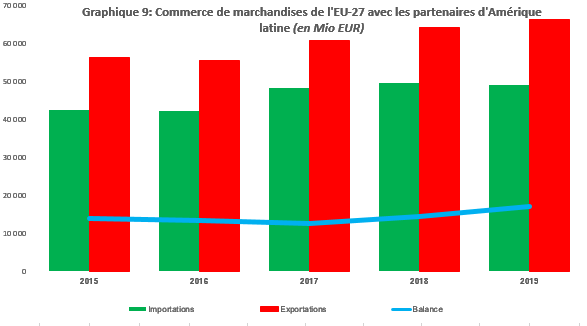 Graphique 9: Commerce de marchandises de l'EU-27 avec les partenaires d'Amérique
latine (en Mio EUR)
70 000
60 000
50 000
40 000
30 000
20 000
10 000
0
2015 2016 2017 2018 2019
Importations Exportations Balance